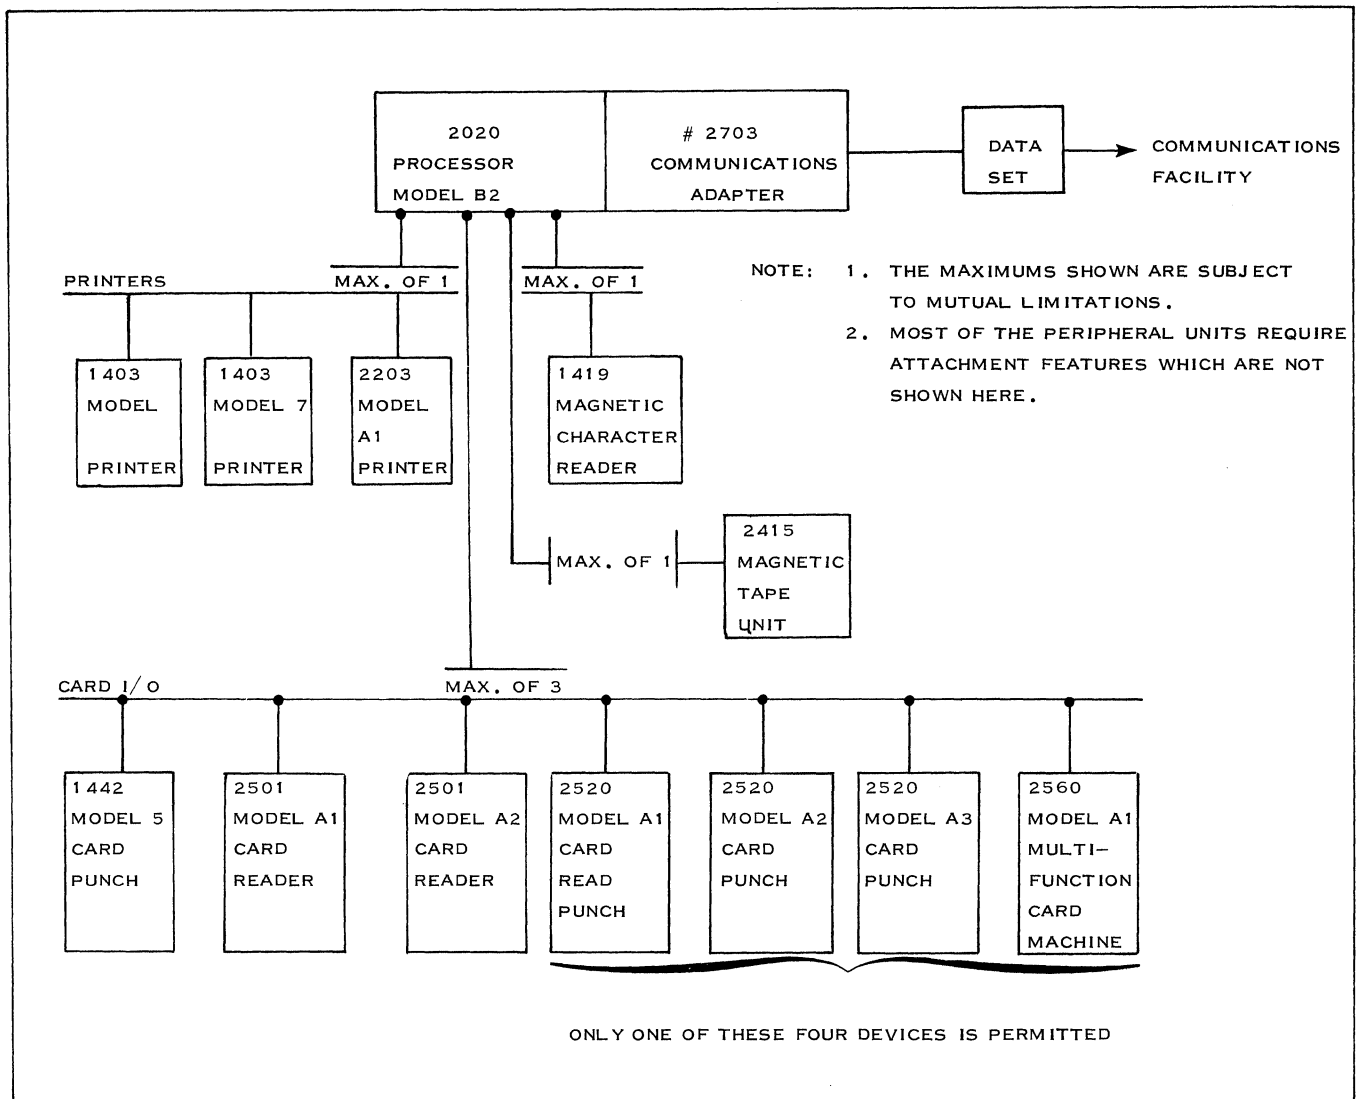 2020
PROCESSOR
MODEL B2
# 2703
COMMUNICATIONS
ADAPTER
DATA
SET
COMMUNICATIONS
FACILITY
PRINTERS
MAX. OF 1
MAX. OF 1
NOTE: 1. THE MAXIMUMS SHOWN ARE SUBJECT
TO MUTUAL LIMITATIONS.
2. MOST OF THE PERIPHERAL UNITS REQUIRE
ATTACHMENT FEATURES WHICH ARE NOT
SHOWN HERE.
1403
MODEL
PRINTER
1403
MODEL 7
PRINTER
2203
MODEL
A1
PRINTER
1419
MAGNETIC
CHARACTER
READER
MAX. OF 1
2415
MAGNETIC
TAPE
UNIT
CARD I/O
MAX. OF 3
1442
MODEL 5
CARD
PUNCH
2501
MODEL A1
CARD
READER
2501
MODEL A2
CARD
READER
2520
MODEL A1
CARD
READ
PUNCH
2520
MODEL A2
CARD
PUNCH
2520
MODEL A3
CARD
PUNCH
2560
MODEL A1
MULTI-
FUNCTION
CARD
MACHINE
ONLY ONE OF THESE FOUR DEVICES IS PERMITTED